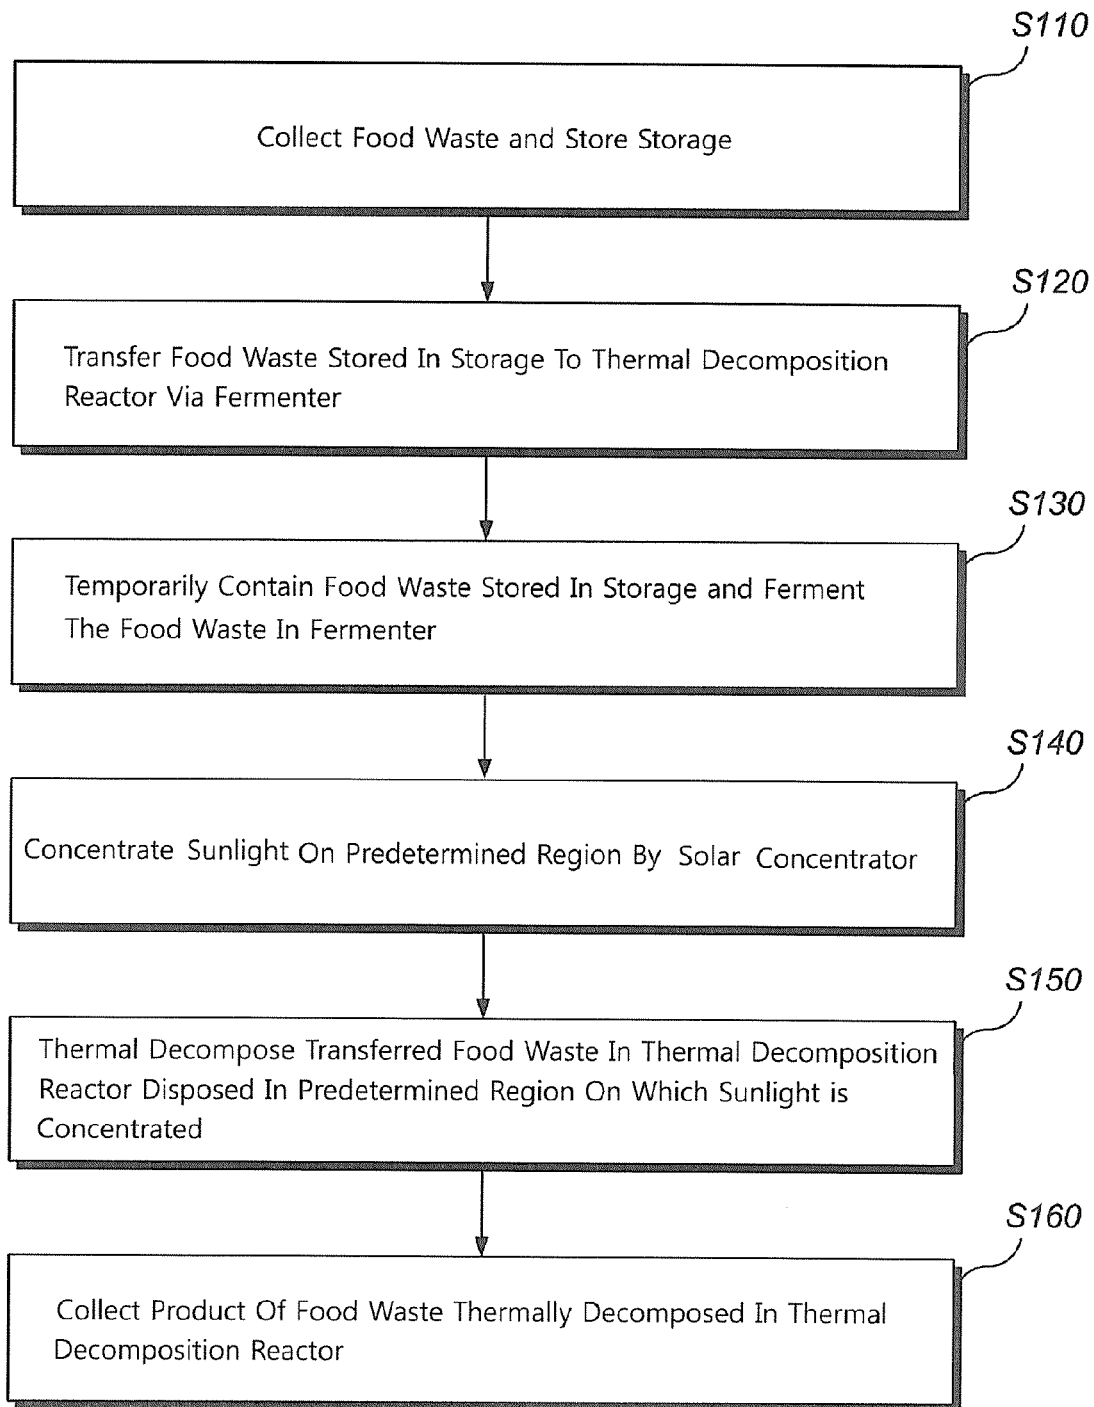 S110
Collect Food Waste and Store Storage
S120
Transfer Food Waste Stored In Storage To Thermal Decomposition
Reactor Via Fermenter
S130
Temporarily Contain Food Waste Stored In Storage and Ferment
The Food Waste In Fermenter
S140
Concentrate Sunlight On Predetermined Region By Solar Concentrator
S150
Thermal Decompose Transferred Food Waste In Thermal Decomposition
Reactor Disposed In Predetermined Region On Which Sunlight is
Concentrated
S160
Collect Product Of Food Waste Thermally Decomposed In Thermal
Decomposition Reactor